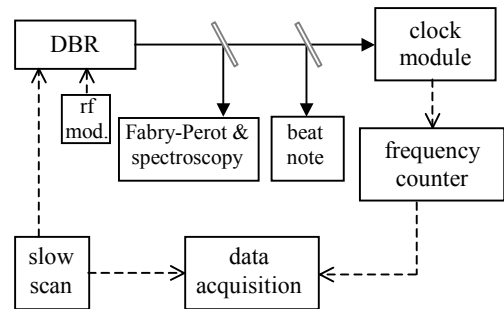 DBR
clock
module
rf
mod.
Fabry-Perot &
spectroscopy
beat
note
frequency
counter
slow
scan
data
acquisition